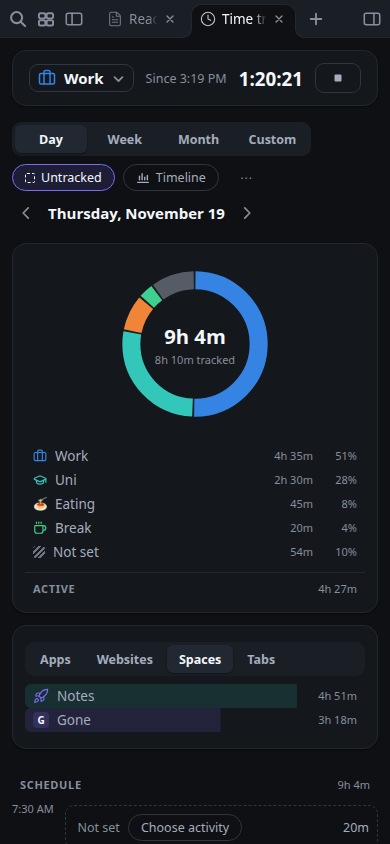 Read
Time tr
Work
Since 3:19 PM
1:20:21
Day Week Month Custom
Untracked Timeline ...
Thursday, November 19
9h 4m
8h 10m tracked
Work 4h 35m 51%
Uni 2h 30m 28%
Eating 45m 8%
Break 20m 4%
Not set 54m 10%
ACTIVE 4h 27m
Apps Websites Spaces Tabs
Notes 4h 51m
G Gone 3h 18m
SCHEDULE 9h 4m
7:30 AM
Not set Choose activity 20m